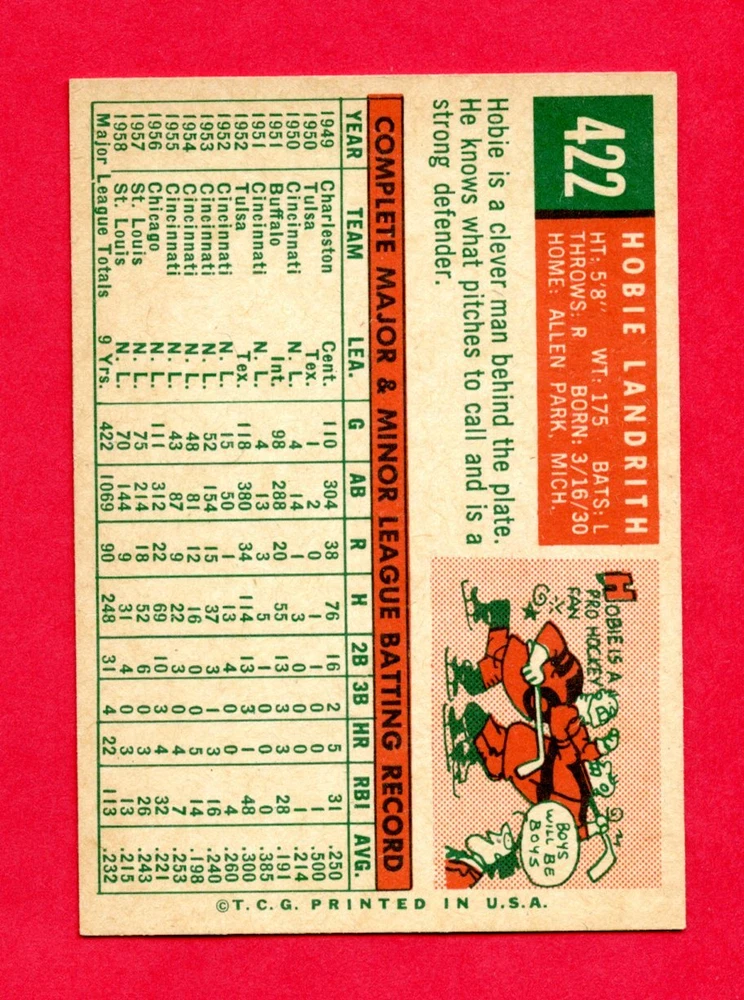 422
HOBIE LANDRITH
HT: 5'8" WT: 175 BATS: L
THROWS: R BORN: 3/16/30
HOME: ALLEN PARK, MICH.
Hobie is a clever man behind the plate.
He knows what pitches to call and is a
strong defender.
HOBIE IS A
PRO HOCKEY
FAN
BOYS
WILL BE
BOYS
COMPLETE MAJOR & MINOR LEAGUE BATTING RECORD
YEAR TEAM LEA. G AB R H 2B 3B HR RBI AVG.
1949 Charleston Cent. 110 304 38 76 16 2 5 31 .250
1950 Tulsa Tex. 1 2 0 1 0 0 0 1 .500
1950 Cincinnati N. L. 4 14 1 3 0 0 0 1 .214
1951 Buffalo Int. 98 288 20 55 13 3 3 28 .191
1951 Cincinnati N. L. 4 13 3 5 1 0 0 0 .385
1952 Tulsa Tex. 118 380 34 114 13 3 1 48 .300
1952 Cincinnati N. L. 15 50 1 13 4 0 0 4 .260
1953 Cincinnati N. L. 52 154 15 37 3 1 3 16 .240
1954 Cincinnati N. L. 48 81 12 16 0 0 5 14 .198
1955 Cincinnati N. L. 43 87 9 22 3 0 4 7 .253
1956 Chicago N. L. 111 312 22 69 10 3 4 32 .221
1957 St. Louis N. L. 75 214 18 52 6 0 3 26 .243
1958 St. Louis N. L. 70 144 9 31 4 0 3 13 .215
Major League Totals 9 Yrs. 422 1069 90 248 31 4 22 113 .232
©T.C.G. PRINTED IN U.S.A.